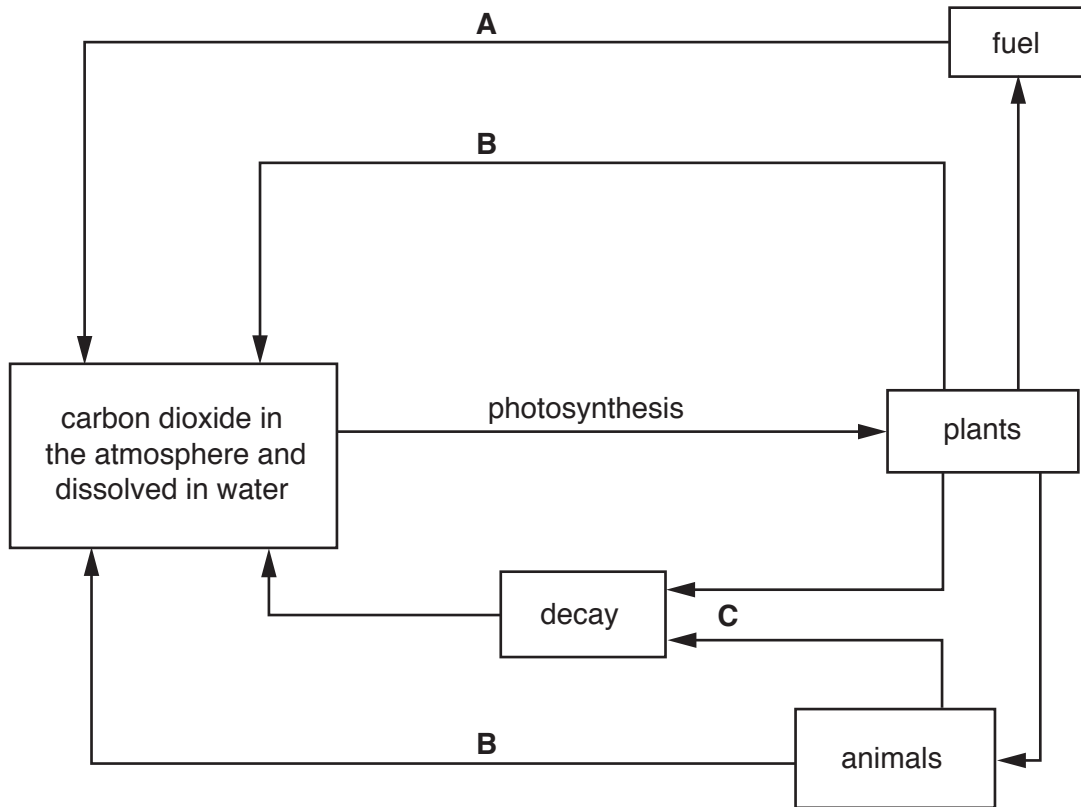 A
fuel
B
carbon dioxide in
the atmosphere and
dissolved in water
photosynthesis
plants
decay
C
B
animals